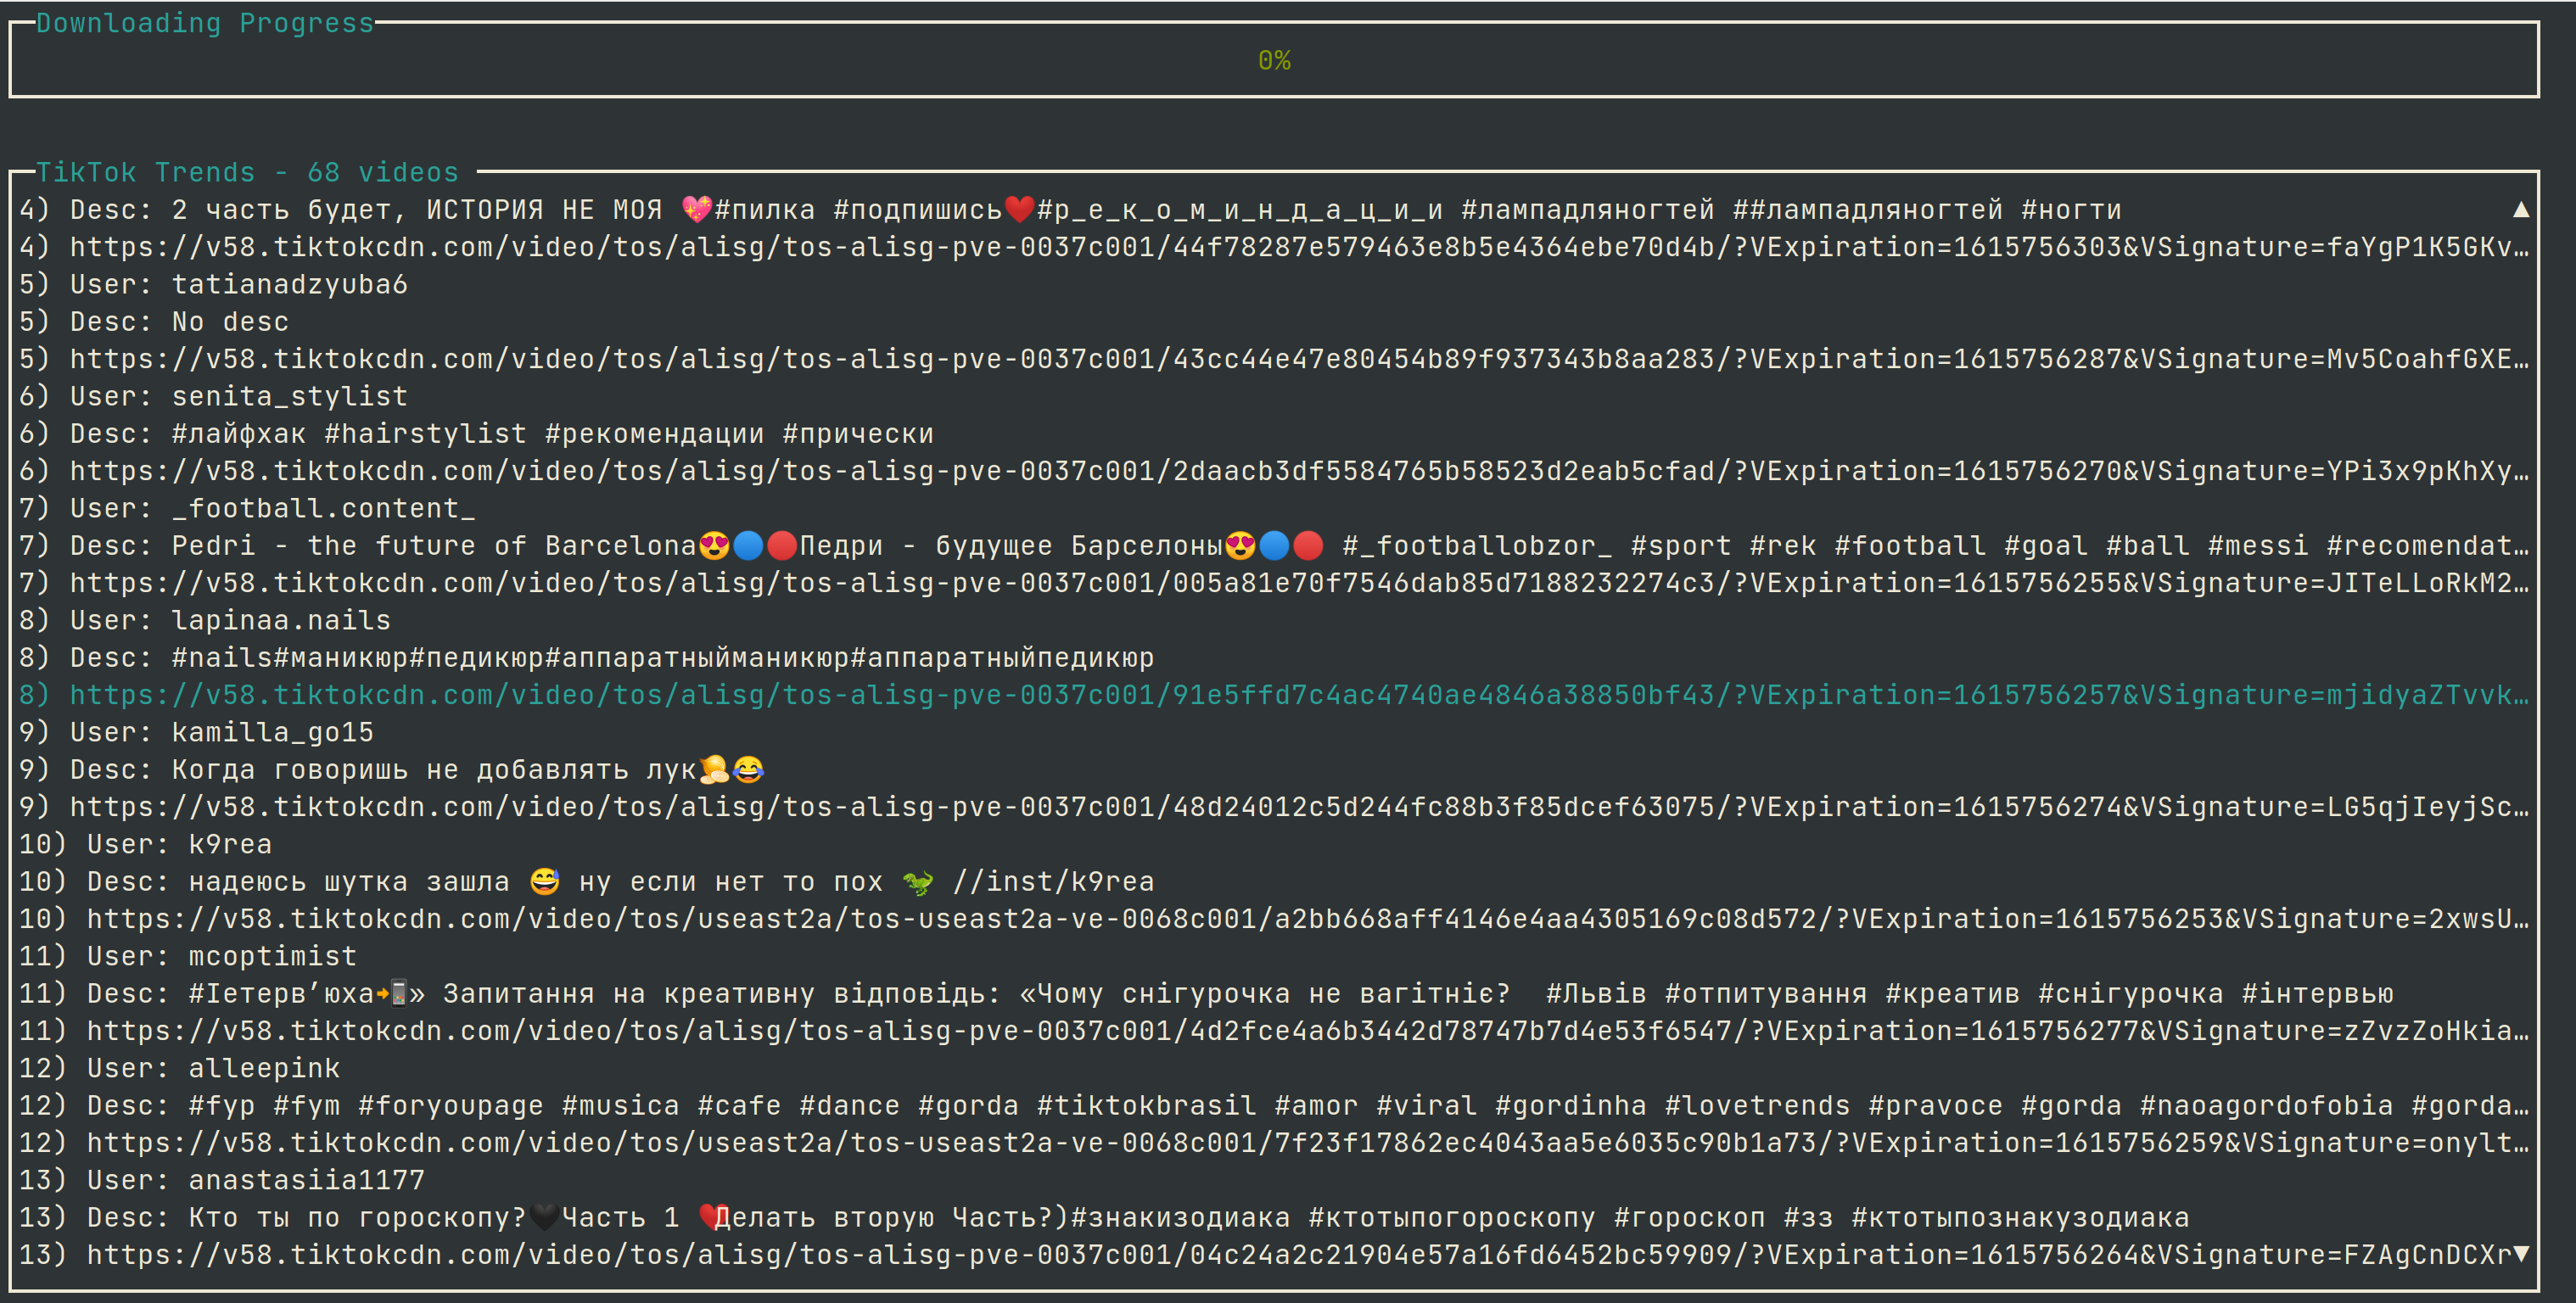 Downloading Progress
0%
TikTok Trends - 68 videos
4) Desc: 2 часть будет, ИСТОРИЯ НЕ МОЯ 💖#пилка #подпишись❤️#р_е_к_о_м_и_н_д_а_ц_и_и #лампадляногтей ##лампадляногтей #ногти ▲
4) https://v58.tiktokcdn.com/video/tos/alisg/tos-alisg-pve-0037c001/44f78287e579463e8b5e4364ebe70d4b/?VExpiration=1615756303&VSignature=faYgP1K5GKv…
5) User: tatianadzyuba6
5) Desc: No desc
5) https://v58.tiktokcdn.com/video/tos/alisg/tos-alisg-pve-0037c001/43cc44e47e80454b89f937343b8aa283/?VExpiration=1615756287&VSignature=Mv5CoahfGXE…
6) User: senita_stylist
6) Desc: #лайфхак #hairstylist #рекомендации #прически
6) https://v58.tiktokcdn.com/video/tos/alisg/tos-alisg-pve-0037c001/2daacb3df5584765b58523d2eab5cfad/?VExpiration=1615756270&VSignature=YPi3x9pKhXy…
7) User: _football.content_
7) Desc: Pedri - the future of Barcelona😍🔵🔴Педри - будущее Барселоны😍🔵🔴 #_footballobzor_ #sport #rek #football #goal #ball #messi #recomendat…
7) https://v58.tiktokcdn.com/video/tos/alisg/tos-alisg-pve-0037c001/005a81e70f7546dab85d7188232274c3/?VExpiration=1615756255&VSignature=JITeLLoRkM2…
8) User: lapinaa.nails
8) Desc: #nails#маникюр#педикюр#аппаратныйманикюр#аппаратныйпедикюр
8) https://v58.tiktokcdn.com/video/tos/alisg/tos-alisg-pve-0037c001/91e5ffd7c4ac4740ae4846a38850bf43/?VExpiration=1615756257&VSignature=mjidyaZTvvk…
9) User: kamilla_go15
9) Desc: Когда говоришь не добавлять лук🧅😂
9) https://v58.tiktokcdn.com/video/tos/alisg/tos-alisg-pve-0037c001/48d24012c5d244fc88b3f85dcef63075/?VExpiration=1615756274&VSignature=LG5qjIeyjSc…
10) User: k9rea
10) Desc: надеюсь шутка зашла 😅 ну если нет то пох 🦖 //inst/k9rea
10) https://v58.tiktokcdn.com/video/tos/useast2a/tos-useast2a-ve-0068c001/a2bb668aff4146e4aa4305169c08d572/?VExpiration=1615756253&VSignature=2xwsU…
11) User: mcoptimist
11) Desc: #Іетерв’юха📲» Запитання на креативну відповідь: «Чому снігурочка не вагітніє?  #Львів #отпитування #креатив #снігурочка #інтервью
11) https://v58.tiktokcdn.com/video/tos/alisg/tos-alisg-pve-0037c001/4d2fce4a6b3442d78747b7d4e53f6547/?VExpiration=1615756277&VSignature=zZvzZoHkia…
12) User: alleepink
12) Desc: #fyp #fym #foryoupage #musica #cafe #dance #gorda #tiktokbrasil #amor #viral #gordinha #lovetrends #pravoce #gorda #naoagordofobia #gorda…
12) https://v58.tiktokcdn.com/video/tos/useast2a/tos-useast2a-ve-0068c001/7f23f17862ec4043aa5e6035c90b1a73/?VExpiration=1615756259&VSignature=onylt…
13) User: anastasiia1177
13) Desc: Кто ты по гороскопу?🖤Часть 1 ❤️Делать вторую Часть?)#знакизодиака #ктотыпогороскопу #гороскоп #зз #ктотыпознакузодиака
13) https://v58.tiktokcdn.com/video/tos/alisg/tos-alisg-pve-0037c001/04c24a2c21904e57a16fd6452bc59909/?VExpiration=1615756264&VSignature=FZAgCnDCXr▼